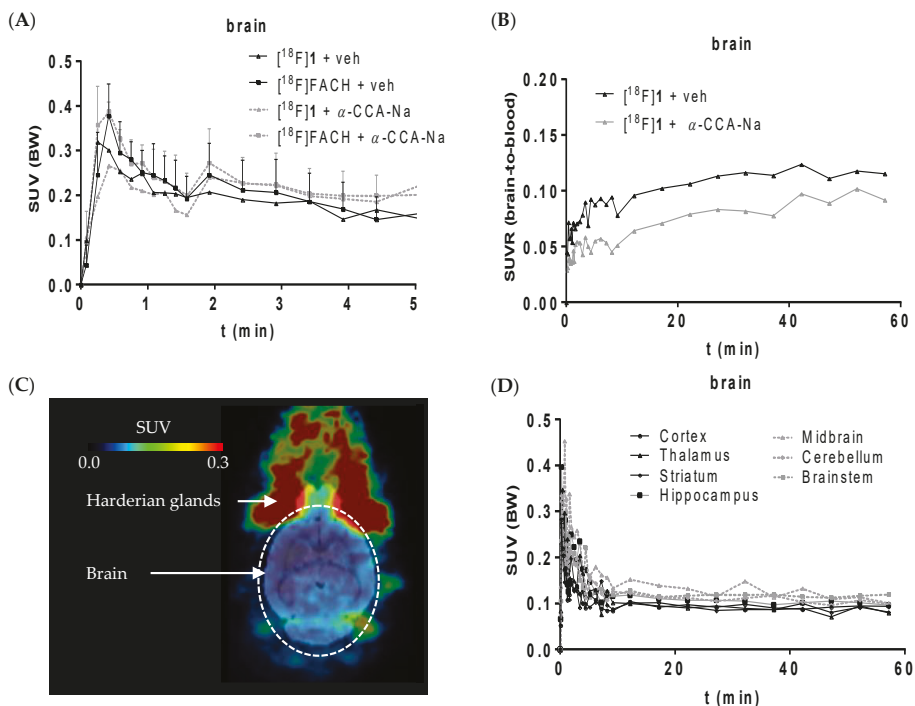 (A)
brain
[¹⁸F]1 + veh
[¹⁸F]FACH + veh
[¹⁸F]1 + α-CCA-Na
[¹⁸F]FACH + α-CCA-Na
SUV (BW)
0.5
0.4
0.3
0.2
0.1
0.0
0 1 2 3 4 5
t (min)
(B)
brain
[¹⁸F]1 + veh
[¹⁸F]1 + α-CCA-Na
SUVR (brain-to-blood)
0.20
0.15
0.10
0.05
0.00
0 20 40 60
t (min)
(C)
SUV
0.0 0.3
Harderian glands
Brain
(D)
brain
Cortex
Thalamus
Striatum
Hippocampus
Midbrain
Cerebellum
Brainstem
SUV (BW)
0.5
0.4
0.3
0.2
0.1
0.0
0 20 40 60
t (min)